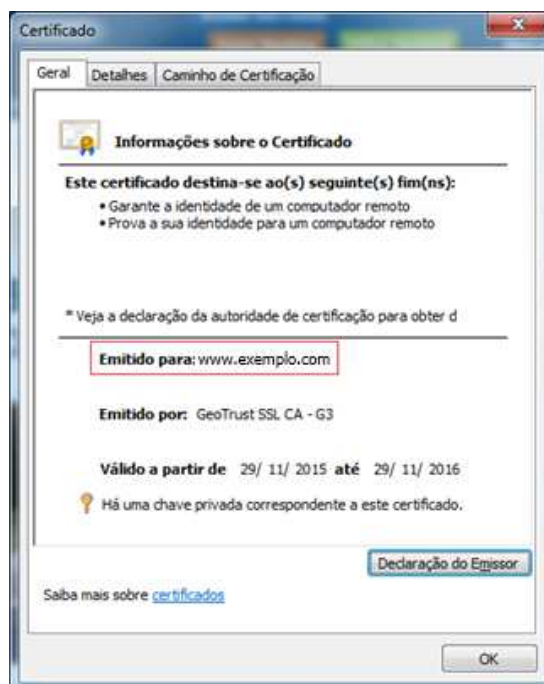 Certificado
Geral Detalhes Caminho de Certificação
Informações sobre o Certificado
Este certificado destina-se ao(s) seguinte(s) fim(ns):
• Garante a identidade de um computador remoto
• Prova a sua identidade para um computador remoto
* Veja a declaração da autoridade de certificação para obter d
Emitido para: www.exemplo.com
Emitido por: GeoTrust SSL CA - G3
Válido a partir de 29/ 11/ 2015 até 29/ 11/ 2016
Há uma chave privada correspondente a este certificado.
Declaração do Emissor
Saiba mais sobre certificados
OK